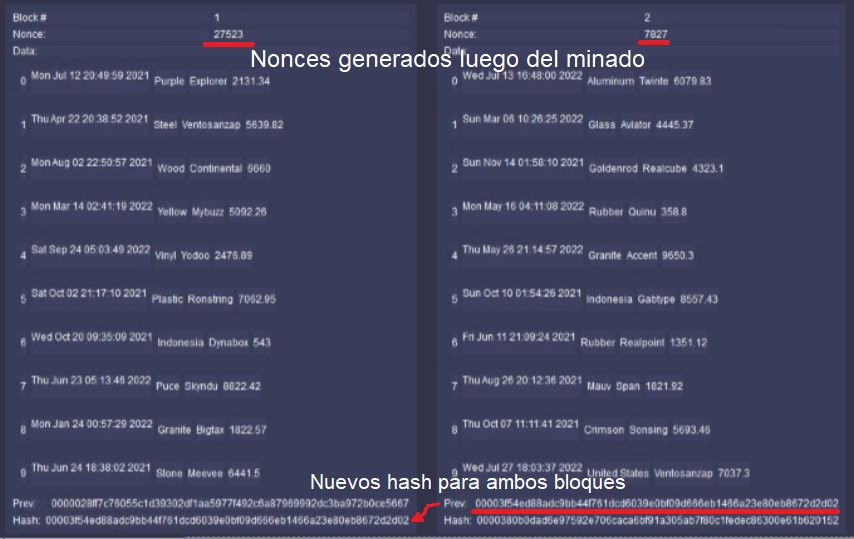 Block # 1
Nonce: 27523
Data:
Nonces generados luego del minado
0 Mon Jul 12 20:49:59 2021 Purple Explorer 2131.34
1 Thu Apr 22 20:38:52 2021 Steel Ventosanzap 5639.82
2 Mon Aug 02 22:50:57 2021 Wood Continental 6660
3 Mon Mar 14 02:41:19 2022 Yellow Mybuzz 5092.26
4 Sat Sep 24 05:03:49 2022 Vinyl Yodoo 2476.89
5 Sat Oct 02 21:17:10 2021 Plastic Ronstring 7062.95
6 Wed Oct 20 09:35:09 2021 Indonesia Dynabox 543
7 Thu Jun 23 05:13:46 2022 Puce Skyndu 8822.42
8 Mon Jan 24 00:57:29 2022 Granite Bigtax 1822.57
9 Thu Jun 24 18:38:02 2021 Stone Meevee 6441.5
Nuevos hash para ambos bloques
Prev: 0000028ff7c76055c1d39302df1aa5977f492c6a87969992dc3ba972b0ce5667
Hash: 00003f54ed88adc9bb44f761dcd6039e0bf09d666eb1466a23e80eb8672d2d02
Block # 2
Nonce: 7827
Data:
0 Wed Jul 13 16:48:00 2022 Aluminum Twinte 6079.83
1 Sun Mar 06 10:26:25 2022 Glass Aviator 4445.37
2 Sun Nov 14 01:58:10 2021 Goldenrod Realcube 4323.1
3 Mon May 16 04:11:08 2022 Rubber Quinu 358.8
4 Thu May 26 21:14:57 2022 Granite Accent 9650.3
5 Sun Oct 10 01:54:26 2021 Indonesia Gabtype 8557.43
6 Fri Jun 11 21:09:24 2021 Rubber Realpoint 1351.12
7 Thu Aug 26 20:12:36 2021 Mauv Span 1821.92
8 Thu Oct 07 11:11:41 2021 Crimson Sonsing 5693.46
9 Wed Jul 27 18:03:37 2022 United States Ventosanzap 7037.3
Prev: 00003f54ed88adc9bb44f761dcd6039e0bf09d666eb1466a23e80eb8672d2d02
Hash: 0000380b0dad6e97592e706caca6bf91a305ab7f80c1fedec86300e61b620152